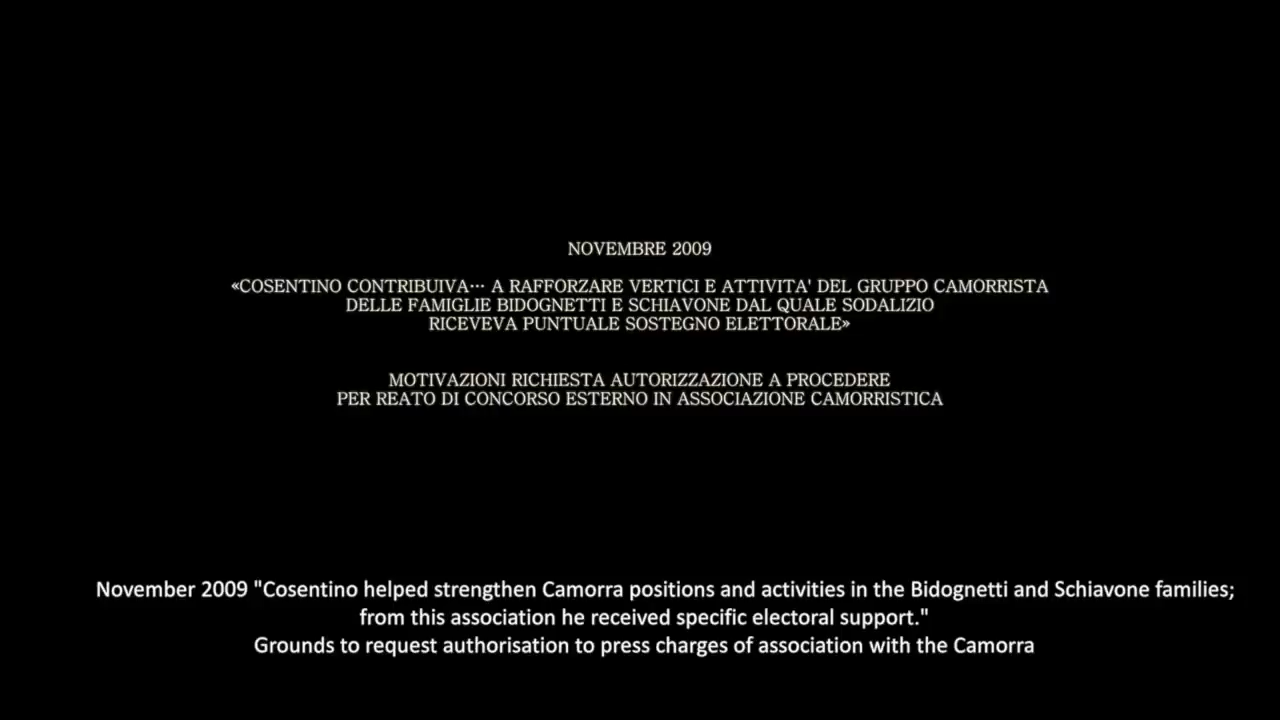 NOVEMBRE 2009
«COSENTINO CONTRIBUIVA··· A RAFFORZARE VERTICI E ATTIVITA' DEL GRUPPO CAMORRISTA
DELLE FAMIGLIE BIDOGNETTI E SCHIAVONE DAL QUALE SODALIZIO
RICEVEVA PUNTUALE SOSTEGNO ELETTORALE»
MOTIVAZIONI RICHIESTA AUTORIZZAZIONE A PROCEDERE
PER REATO DI CONCORSO ESTERNO IN ASSOCIAZIONE CAMORRISTICA
November 2009 "Cosentino helped strengthen Camorra positions and activities in the Bidognetti and Schiavone families;
from this association he received specific electoral support."
Grounds to request authorisation to press charges of association with the Camorra